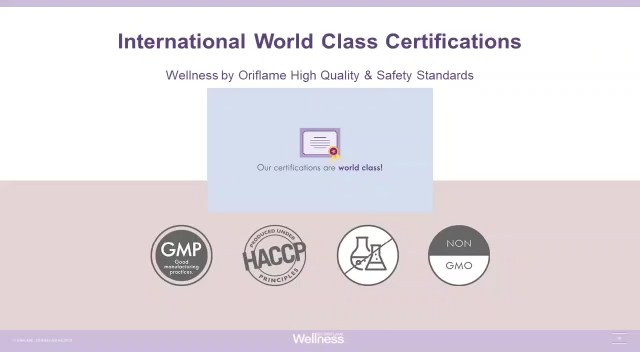 International World Class Certifications
Wellness by Oriflame High Quality & Safety Standards
Our certifications are world class!
GMP
Good
manufacturing
practices.
PRODUCED UNDER
HACCP
PRINCIPLES
NON
GMO
Wellness